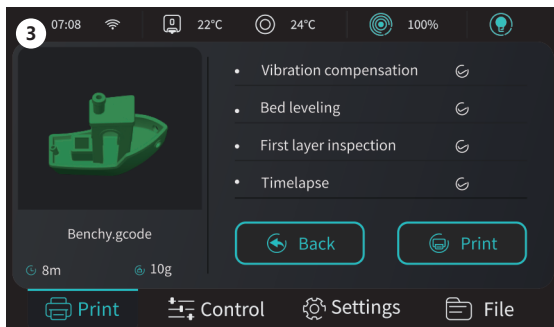 3
07:08 22°C 24°C 100%
Vibration compensation
Bed leveling
First layer inspection
Timelapse
Benchy.gcode
8m 10g
Back Print
Print Control Settings File